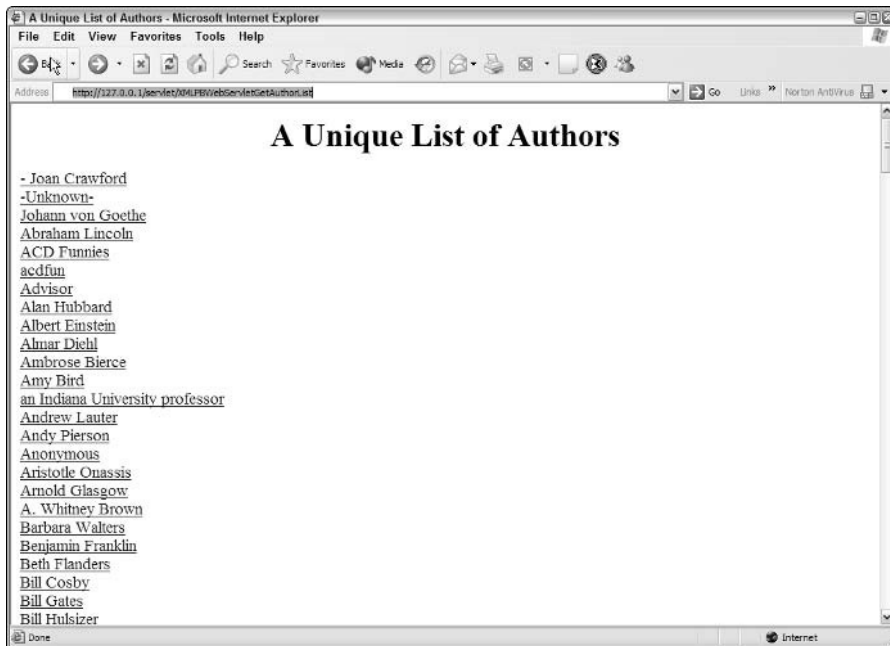 A Unique List of Authors - Microsoft Internet Explorer
File Edit View Favorites Tools Help
Search Favorites Media
Address http://127.0.0.1/servlet/XMLPBWebServletGetAuthorList Go Links » Norton AntiVirus
A Unique List of Authors
- Joan Crawford
-Unknown-
Johann von Goethe
Abraham Lincoln
ACD Funnies
acdfun
Advisor
Alan Hubbard
Albert Einstein
Almar Diehl
Ambrose Bierce
Amy Bird
an Indiana University professor
Andrew Lauter
Andy Pierson
Anonymous
Aristotle Onassis
Arnold Glasgow
A. Whitney Brown
Barbara Walters
Benjamin Franklin
Beth Flanders
Bill Cosby
Bill Gates
Bill Hulsizer
Done Internet